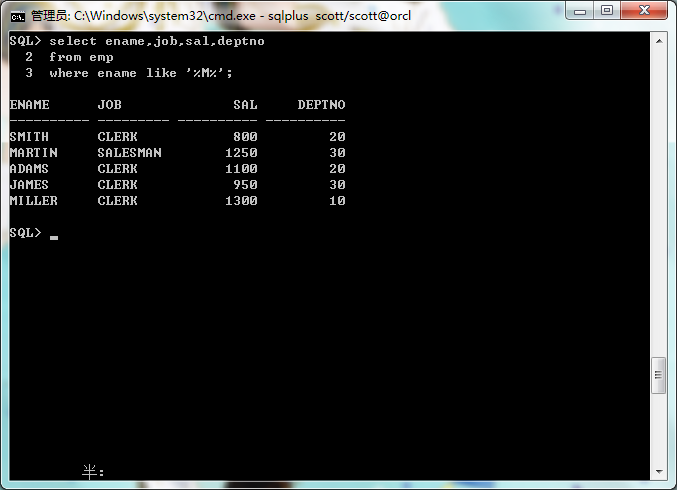 管理员: C:\Windows\system32\cmd.exe - sqlplus  scott/scott@orcl
SQL> select ename,job,sal,deptno
  2  from emp
  3  where ename like '%M%';
ENAME      JOB              SAL     DEPTNO
---------- --------- ---------- ----------
SMITH      CLERK            800         20
MARTIN     SALESMAN        1250         30
ADAMS      CLERK           1100         20
JAMES      CLERK            950         30
MILLER     CLERK           1300         10
SQL> _
半: